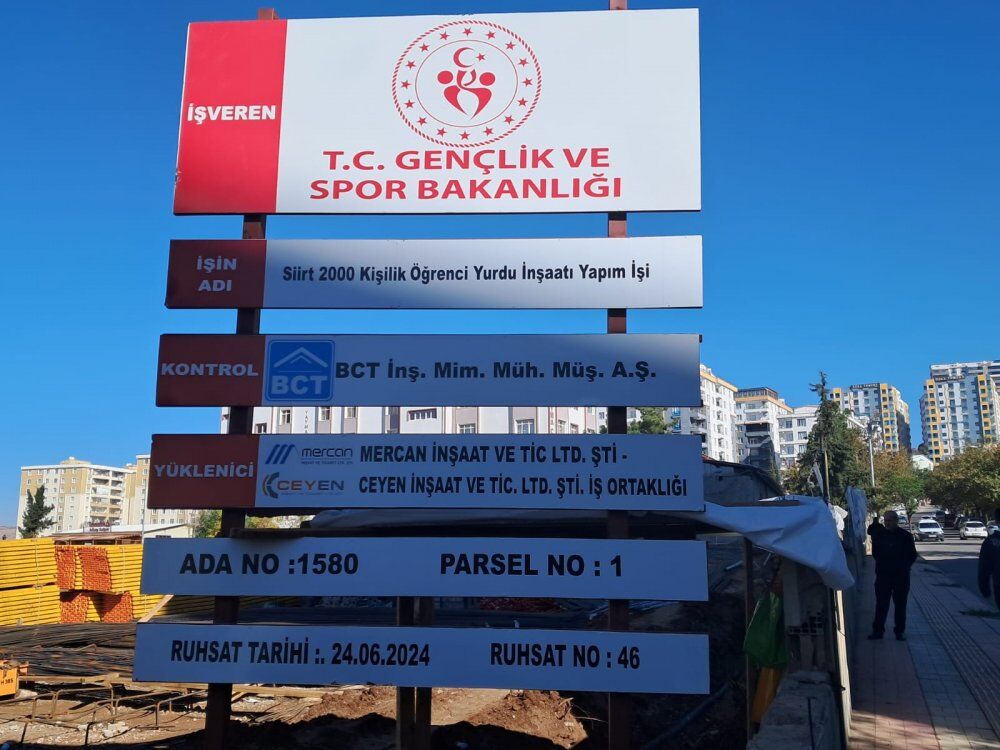 İŞVEREN
T.C. GENÇLİK VE
SPOR BAKANLIĞI
İŞİN
ADI
Siirt 2000 Kişilik Öğrenci Yurdu İnşaatı Yapım İşi
KONTROL
BCT
BCT İnş. Mim. Müh. Müş. A.Ş.
YÜKLENİCİ
mercan
CEYEN
MERCAN İNŞAAT VE TİC LTD. ŞTİ -
CEYEN İNŞAAT VE TİC. LTD. ŞTİ. İŞ ORTAKLIĞI
ADA NO :1580
PARSEL NO : 1
RUHSAT TARİHİ :. 24.06.2024
RUHSAT NO : 46